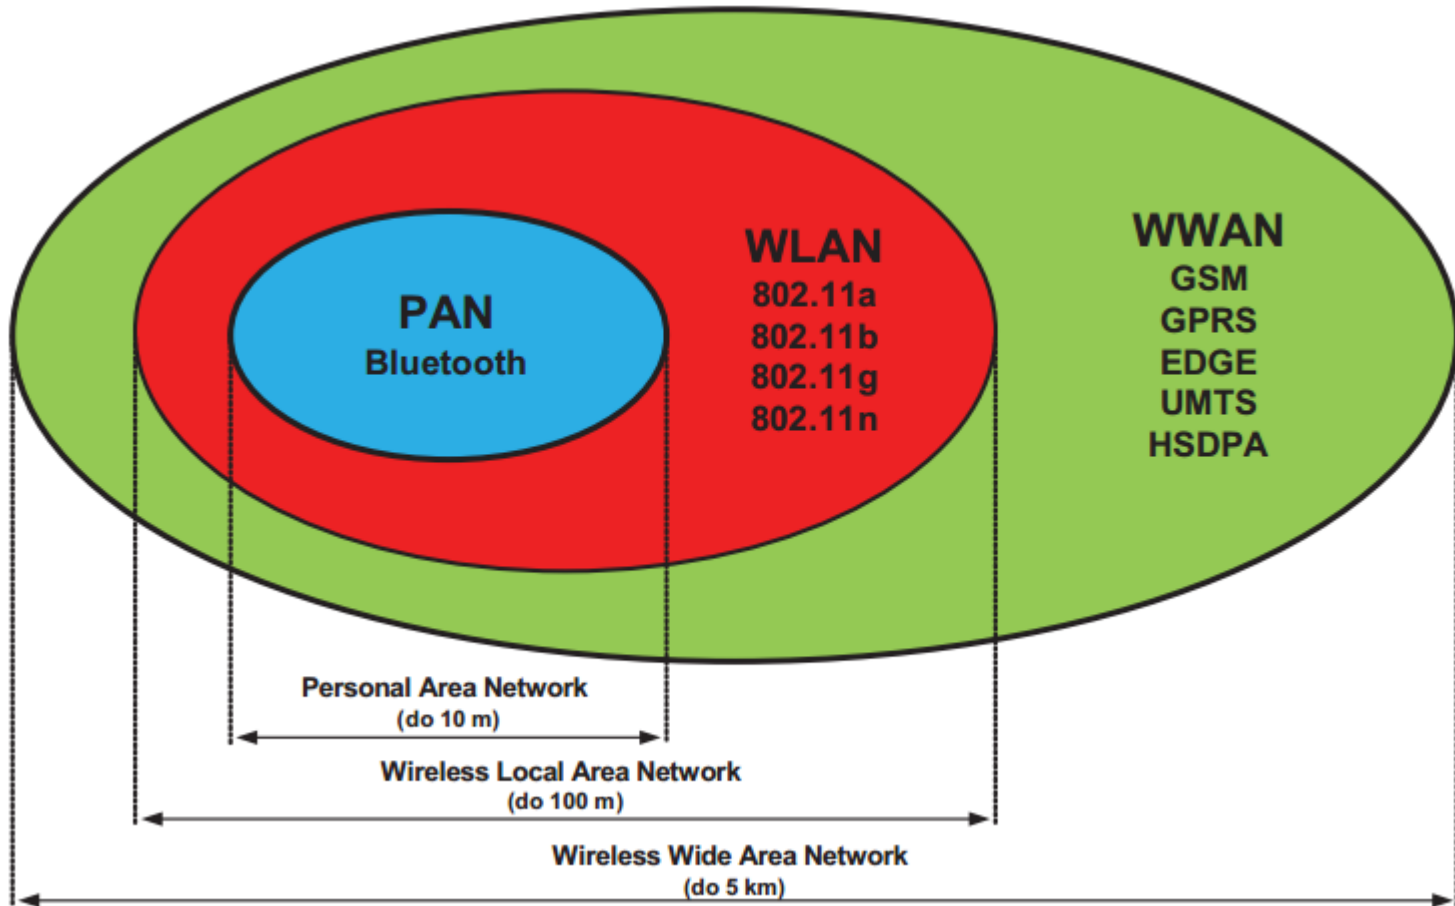 PAN
Bluetooth
WLAN
802.11a
802.11b
802.11g
802.11n
WWAN
GSM
GPRS
EDGE
UMTS
HSDPA
Personal Area Network
(do 10 m)
Wireless Local Area Network
(do 100 m)
Wireless Wide Area Network
(do 5 km)